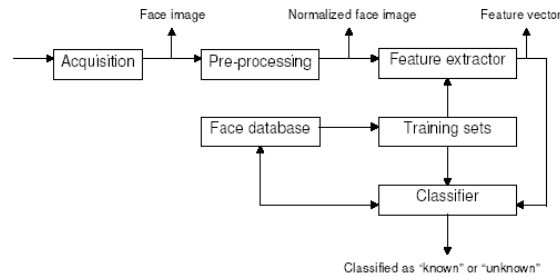 Face image
Normalized face image
Feature vector
Acquisition
Pre-processing
Feature extractor
Face database
Training sets
Classifier
Classified as "known" or "unknown"